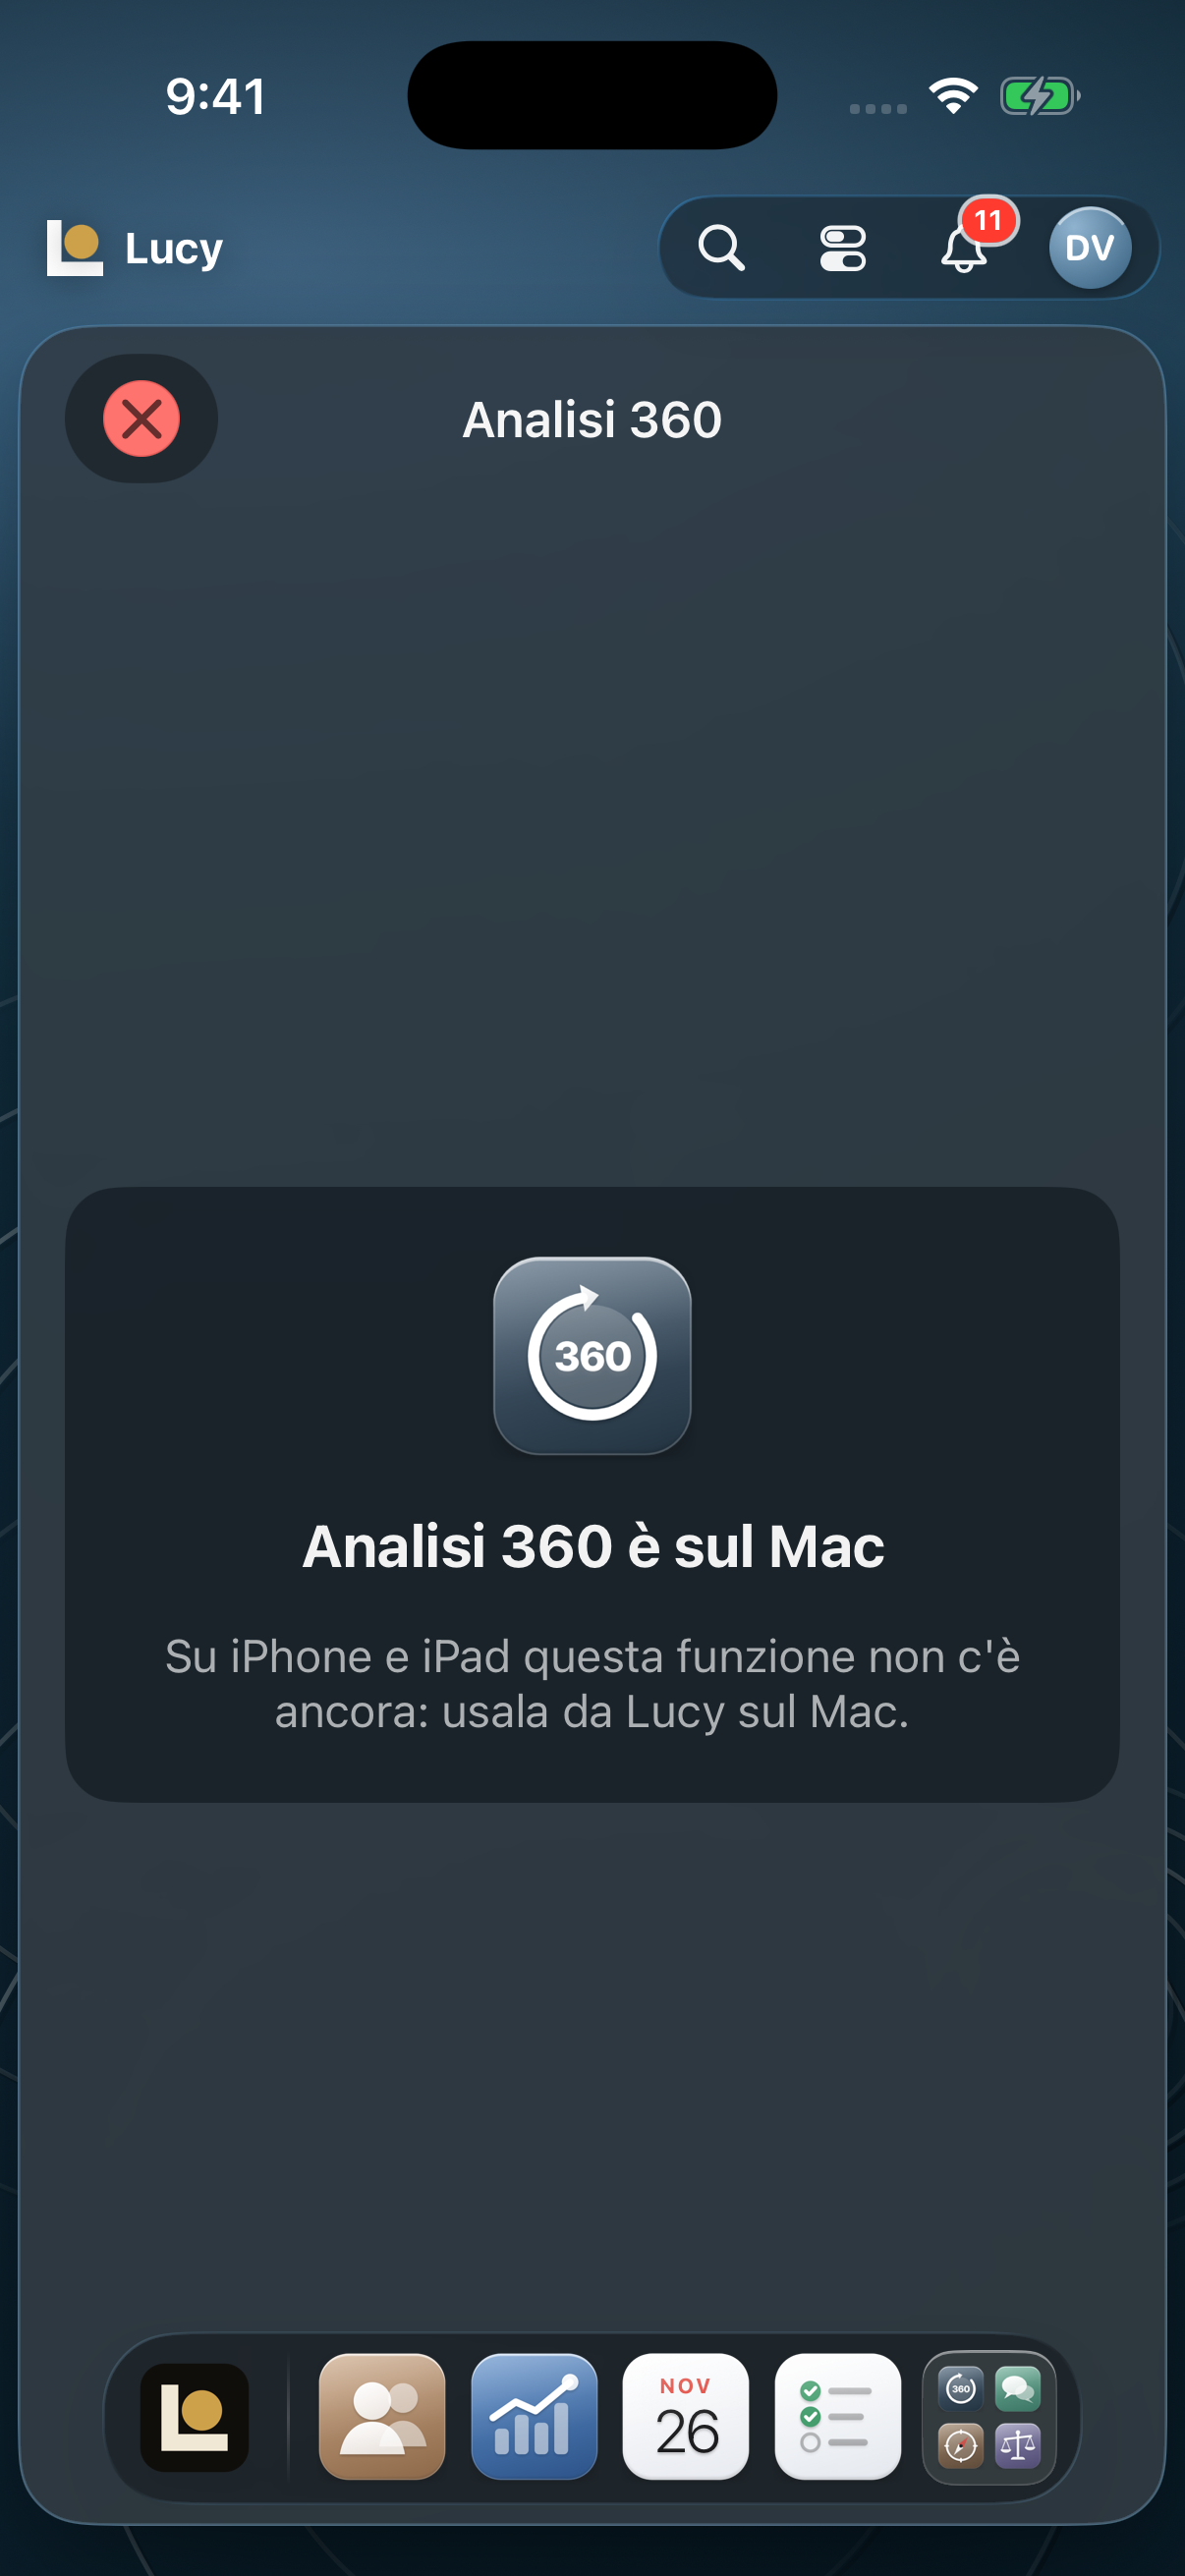 9:41
Lucy
11
DV
Analisi 360
360
Analisi 360 è sul Mac
Su iPhone e iPad questa funzione non c'è
ancora: usala da Lucy sul Mac.
NOV
26
360